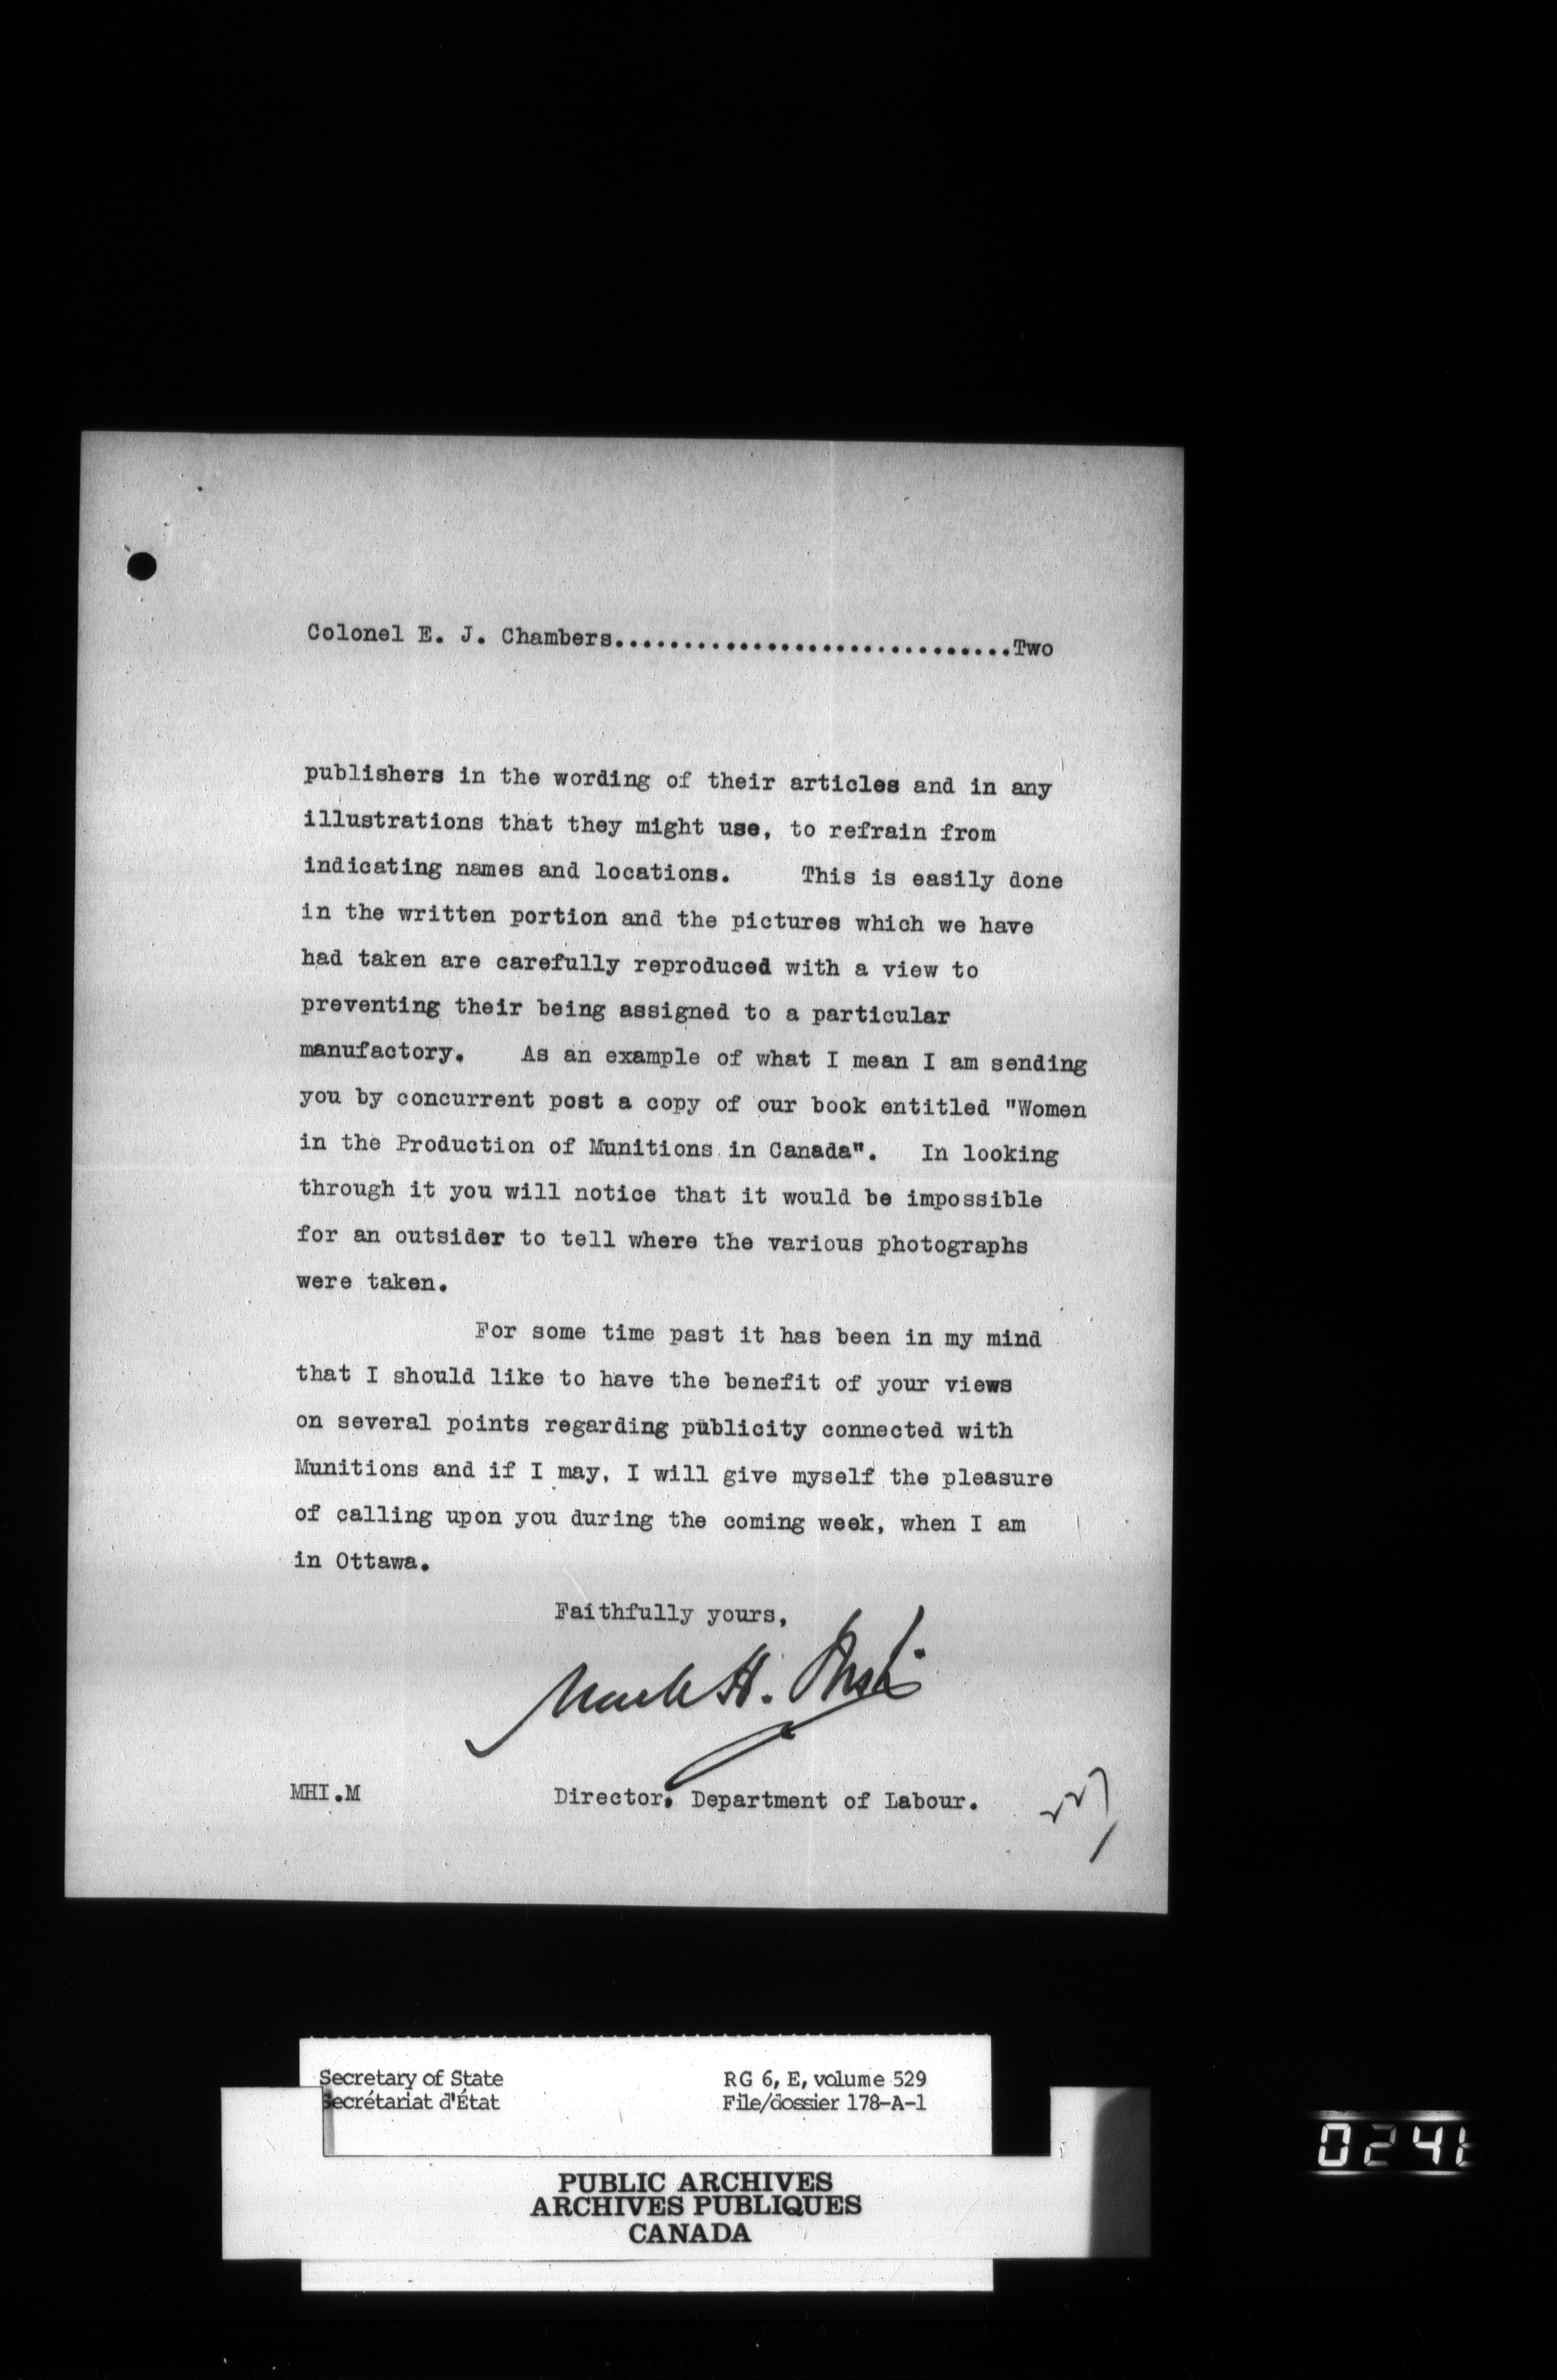 Colonel E. J. Chambers.............................Two
publishers in the wording of their articles and in any
illustrations that they might use, to refrain from
indicating names and locations. This is easily done
in the written portion and the pictures which we have
had taken are carefully reproduced with a view to
preventing their being assigned to a particular
manufactory. As an example of what I mean I am sending
you by concurrent post a copy of our book entitled "Women
in the Production of Munitions in Canada". In looking
through it you will notice that it would be impossible
for an outsider to tell where the various photographs
were taken.
For some time past it has been in my mind
that I should like to have the benefit of your views
on several points regarding publicity connected with
Munitions and if I may, I will give myself the pleasure
of calling upon you during the coming week, when I am
in Ottawa.
Faithfully yours,
Mark H. Irish
MHI.M Director, Department of Labour.
Secretary of State RG 6, E, volume 529
Secrétariat d'État File/dossier 178-A-1
PUBLIC ARCHIVES
ARCHIVES PUBLIQUES
CANADA